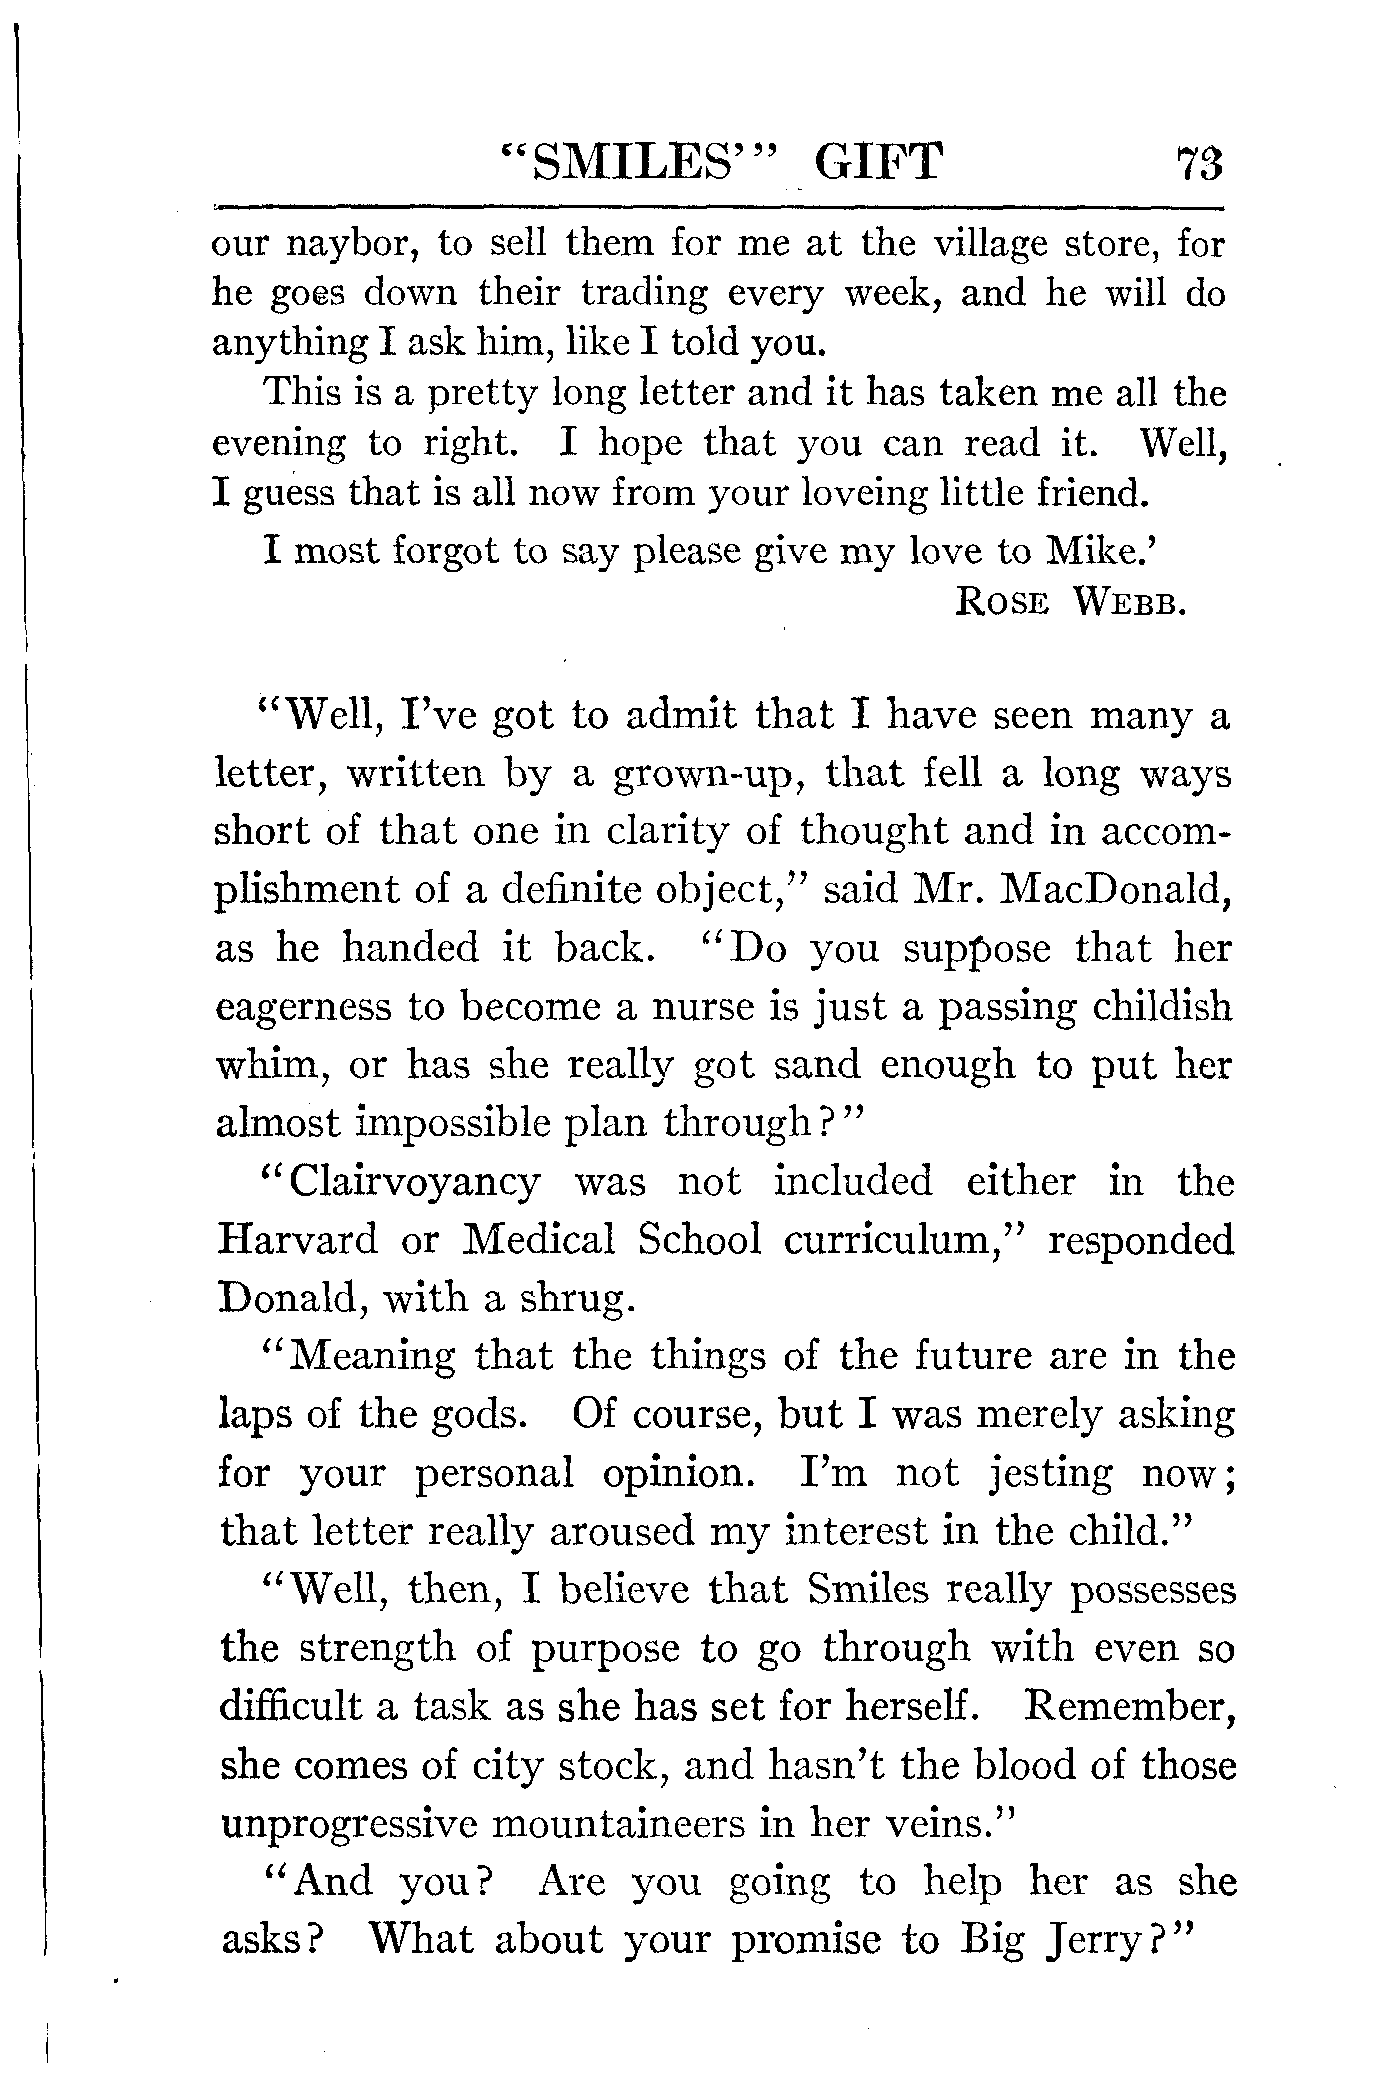 “SMILES’” GIFT 73
our naybor, to sell them for me at the village store, for
he goes down their trading every week, and he will do
anything I ask him, like I told you.
This is a pretty long letter and it has taken me all the
evening to right. I hope that you can read it. Well,
I guess that is all now from your loveing little friend.
I most forgot to say please give my love to Mike.’
ROSE WEBB.
“Well, I’ve got to admit that I have seen many a
letter, written by a grown-up, that fell a long ways
short of that one in clarity of thought and in accom-
plishment of a definite object,” said Mr. MacDonald,
as he handed it back. “Do you suppose that her
eagerness to become a nurse is just a passing childish
whim, or has she really got sand enough to put her
almost impossible plan through?”
“Clairvoyancy was not included either in the
Harvard or Medical School curriculum,” responded
Donald, with a shrug.
“Meaning that the things of the future are in the
laps of the gods. Of course, but I was merely asking
for your personal opinion. I’m not jesting now;
that letter really aroused my interest in the child.”
“Well, then, I believe that Smiles really possesses
the strength of purpose to go through with even so
difficult a task as she has set for herself. Remember,
she comes of city stock, and hasn’t the blood of those
unprogressive mountaineers in her veins.”
“And you? Are you going to help her as she
asks? What about your promise to Big Jerry?”